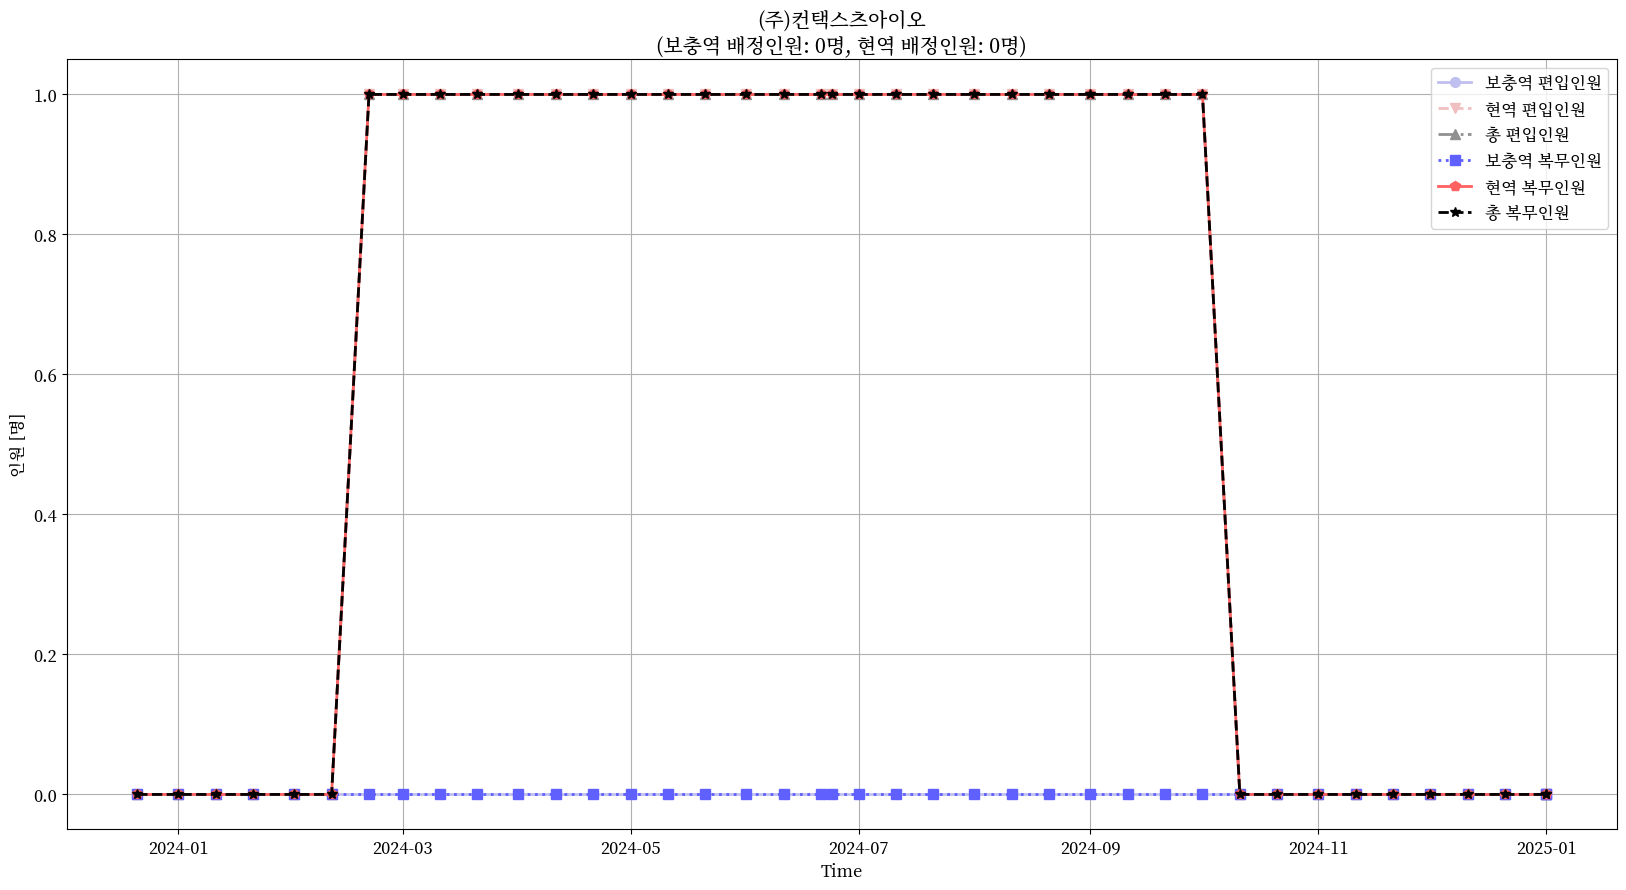 (주)컨택스츠아이오
(보충역 배정인원: 0명, 현역 배정인원: 0명)
보충역 편입인원
현역 편입인원
총 편입인원
보충역 복무인원
현역 복무인원
총 복무인원
인원 [명]
1.0
0.8
0.6
0.4
0.2
0.0
2024-01 2024-03 2024-05 2024-07 2024-09 2024-11 2025-01
Time